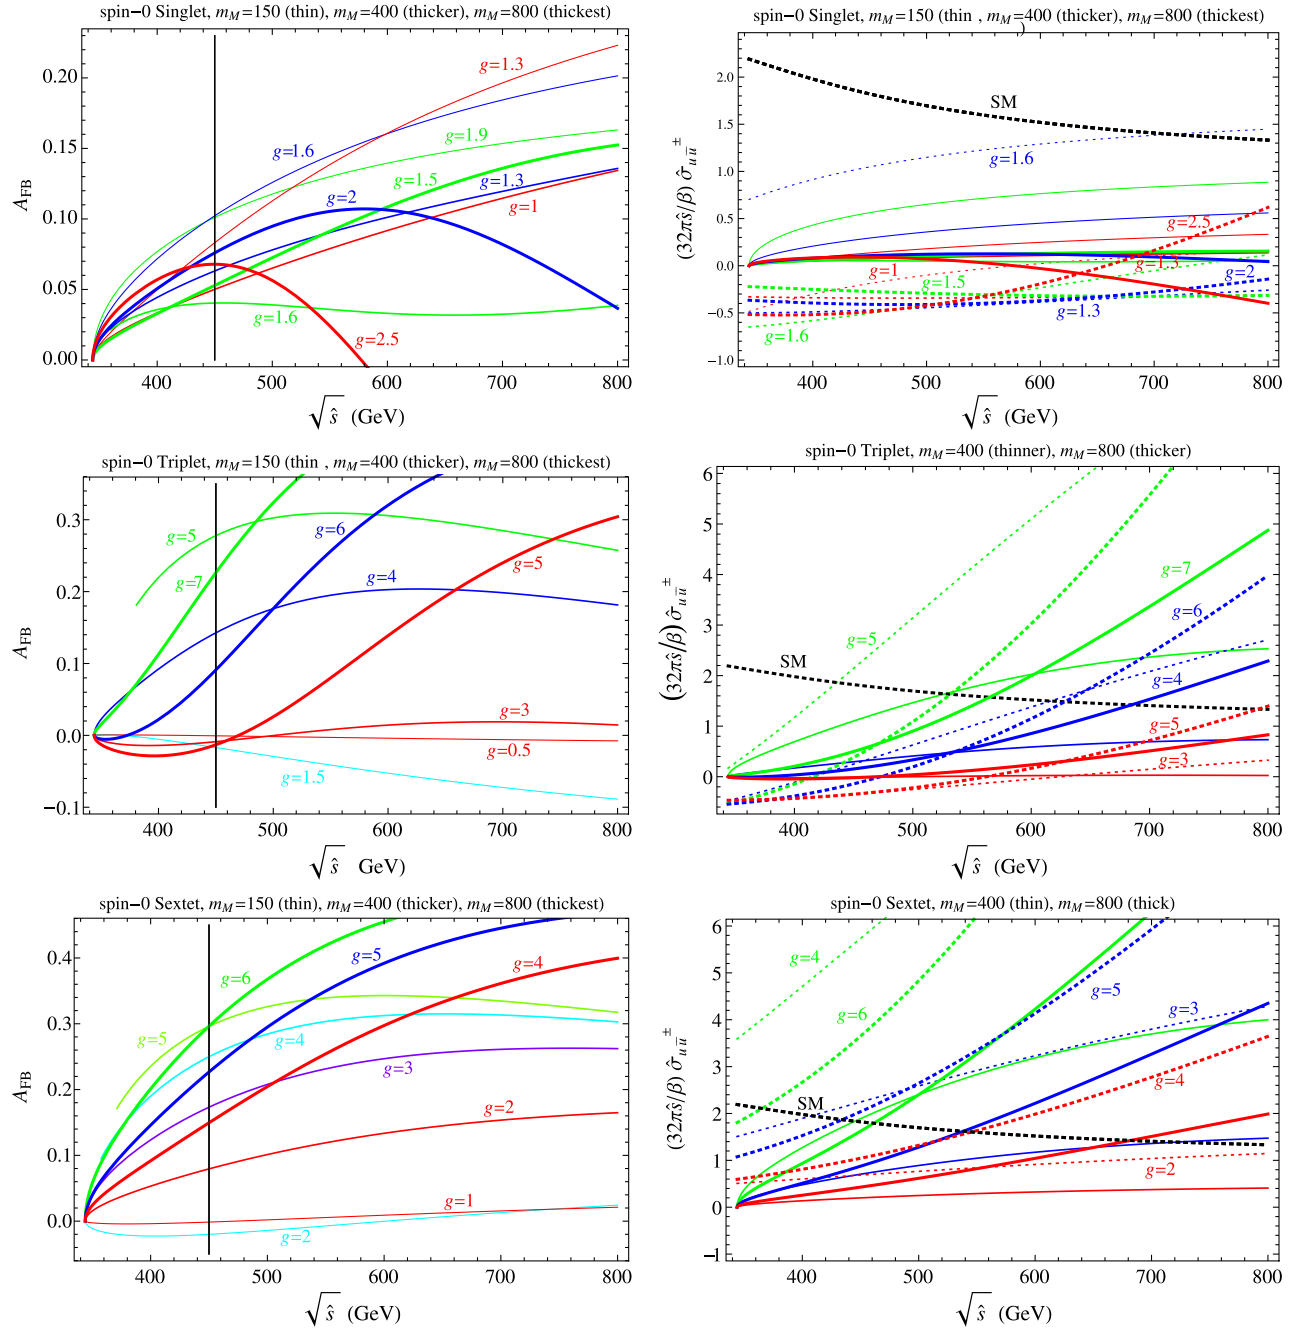 spin−0 Singlet, m_M=150 (thin), m_M=400 (thicker), m_M=800 (thickest)
A_FB
0.20
0.15
0.10
0.05
0.00
g=1.3
g=1.6
g=1.9
g=2
g=1.5
g=1.3
g=1
g=1.6
g=2.5
400 500 600 700 800
√ŝ (GeV)
spin−0 Singlet, m_M=150 (thin , m_M=400 (thicker), m_M=800 (thickest)
)
(32πŝ/β) σ̂_uū^±
2.0
1.5
1.0
0.5
0.0
−0.5
−1.0
SM
g=1.6
g=2.5
g=1
g=1.3
g=1.5
g=2
g=1.3
g=1.6
400 500 600 700 800
√ŝ (GeV)
spin−0 Triplet, m_M=150 (thin , m_M=400 (thicker), m_M=800 (thickest)
A_FB
0.3
0.2
0.1
0.0
−0.1
g=5
g=7
g=6
g=4
g=5
g=3
g=0.5
g=1.5
400 500 600 700 800
√ŝ GeV)
spin−0 Triplet, m_M=400 (thinner), m_M=800 (thicker)
(32πŝ/β) σ̂_uū^±
6
5
4
3
2
1
0
g=5
g=7
g=6
SM
g=4
g=5
g=3
400 500 600 700 800
√ŝ (GeV)
spin−0 Sextet, m_M=150 (thin), m_M=400 (thicker), m_M=800 (thickest)
A_FB
0.4
0.3
0.2
0.1
0.0
g=6
g=5
g=4
g=5
g=4
g=3
g=2
g=1
g=2
400 500 600 700 800
√ŝ (GeV)
spin−0 Sextet, m_M=400 (thin), m_M=800 (thick)
(32πŝ/β) σ̂_uū^±
6
5
4
3
2
1
0
−1
g=4
g=6
g=5
g=3
SM
g=4
g=2
400 500 600 700 800
√ŝ (GeV)